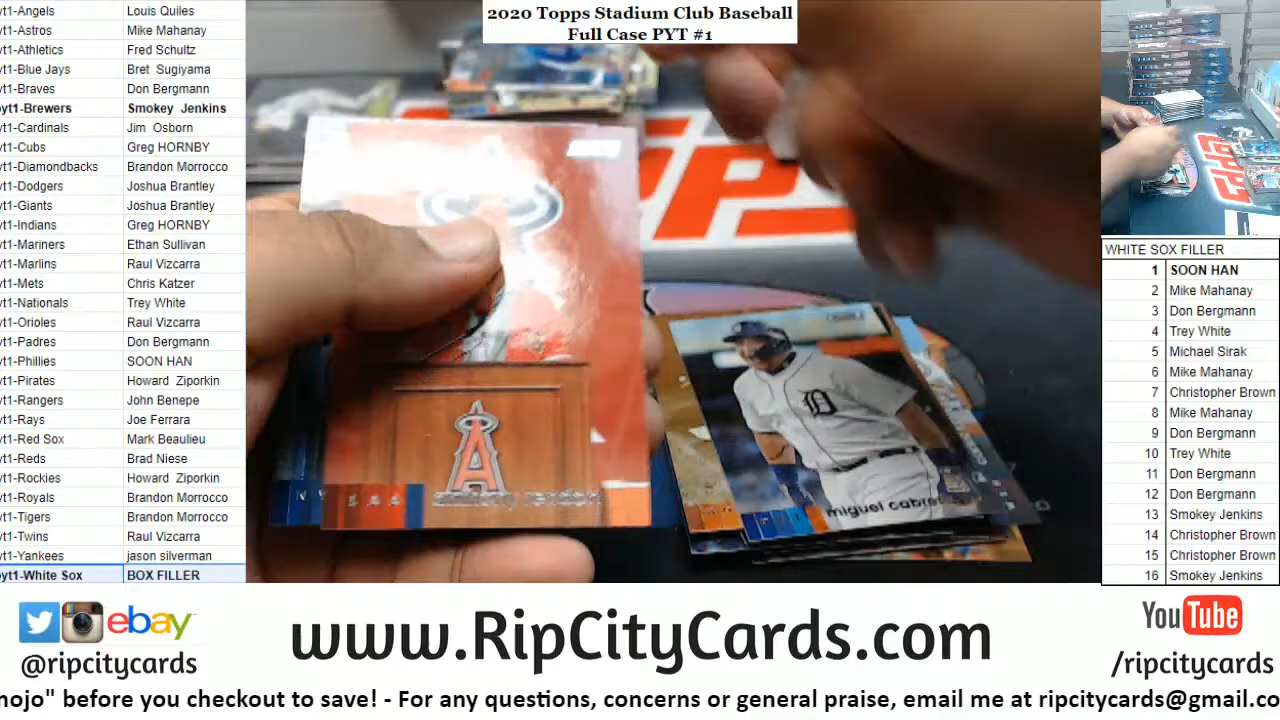 2020 Topps Stadium Club Baseball
Full Case PYT #1
yt1-Angels Louis Quiles
yt1-Astros Mike Mahanay
yt1-Athletics Fred Schultz
yt1-Blue Jays Bret Sugiyama
yt1-Braves Don Bergmann
yt1-Brewers Smokey Jenkins
yt1-Cardinals Jim Osborn
yt1-Cubs Greg HORNBY
yt1-Diamondbacks Brandon Morrocco
yt1-Dodgers Joshua Brantley
yt1-Giants Joshua Brantley
yt1-Indians Greg HORNBY
yt1-Mariners Ethan Sullivan
yt1-Marlins Raul Vizcarra
yt1-Mets Chris Katzer
yt1-Nationals Trey White
yt1-Orioles Raul Vizcarra
yt1-Padres Don Bergmann
yt1-Phillies SOON HAN
yt1-Pirates Howard Ziporkin
yt1-Rangers John Benepe
yt1-Rays Joe Ferrara
yt1-Red Sox Mark Beaulieu
yt1-Reds Brad Niese
yt1-Rockies Howard Ziporkin
yt1-Royals Brandon Morrocco
yt1-Tigers Brandon Morrocco
yt1-Twins Raul Vizcarra
yt1-Yankees jason silverman
yt1-White Sox BOX FILLER
A
D
miguel cabre
topps
WHITE SOX FILLER
1 SOON HAN
2 Mike Mahanay
3 Don Bergmann
4 Trey White
5 Michael Sirak
6 Mike Mahanay
7 Christopher Brown
8 Mike Mahanay
9 Don Bergmann
10 Trey White
11 Don Bergmann
12 Don Bergmann
13 Smokey Jenkins
14 Christopher Brown
15 Christopher Brown
16 Smokey Jenkins
ebay
@ripcitycards
www.RipCityCards.com
YouTube
/ripcitycards
mojo" before you checkout to save! - For any questions, concerns or general praise, email me at ripcitycards@gmail.co